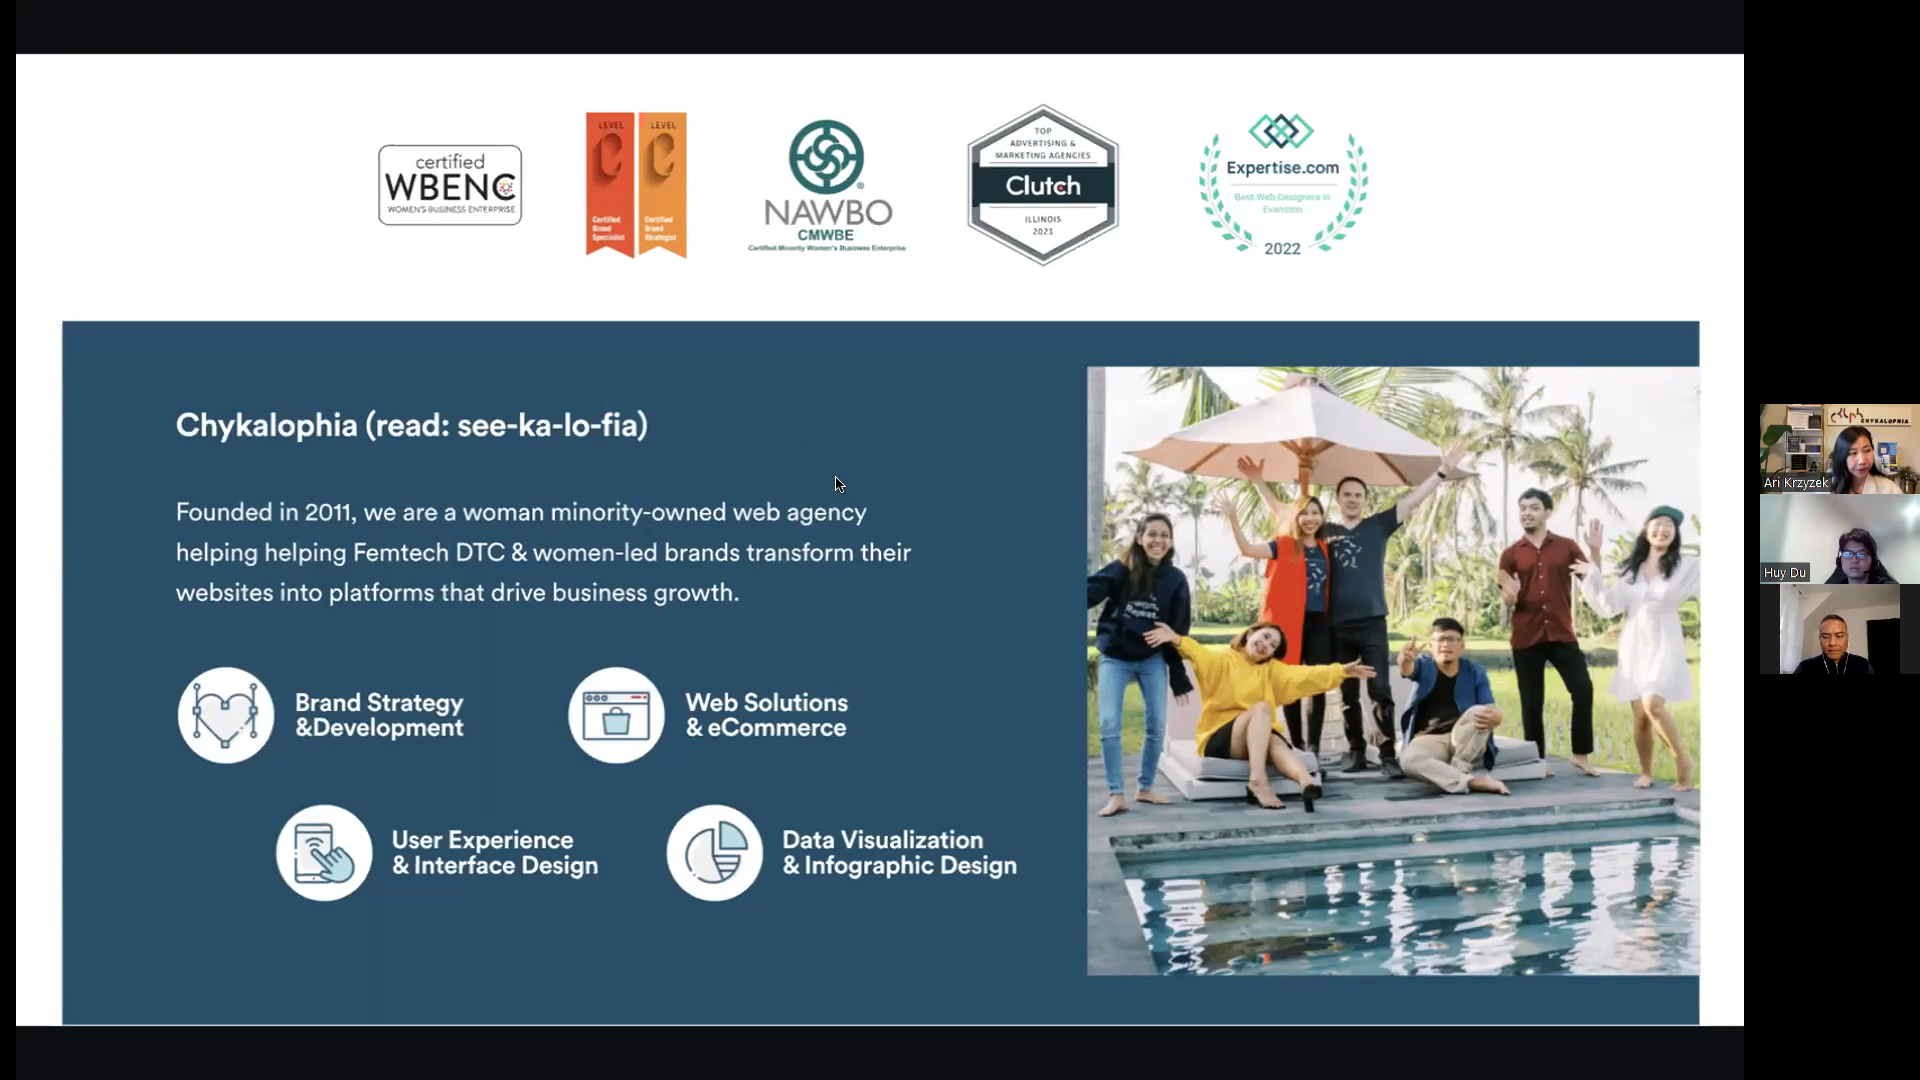 certified
WBENC
WOMEN'S BUSINESS ENTERPRISE
LEVEL
C
Certified
Brand
Specialist
LEVEL
C
Certified
Brand
Strategist
NAWBO
®
CMWBE
Certified Minority Women's Business Enterprise
TOP
ADVERTISING &
MARKETING AGENCIES
Clutch
ILLINOIS
2021
Expertise.com
Best Web Designers in
Evanston
2022
Chykalophia (read: see-ka-lo-fia)
Founded in 2011, we are a woman minority-owned web agency
helping helping Femtech DTC & women-led brands transform their
websites into platforms that drive business growth.
Brand Strategy
&Development
Web Solutions
& eCommerce
User Experience
& Interface Design
Data Visualization
& Infographic Design
Repeat.
CHYKALOPHIA
Ari Krzyzek
Huy Du